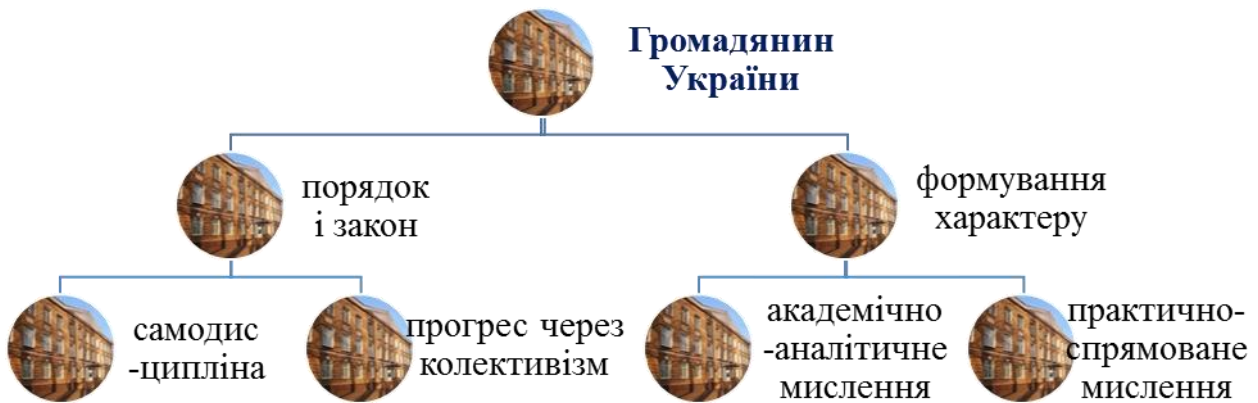 Громадянин
України
порядок
і закон
формування
характеру
самодис
-ципліна
прогрес через
колективізм
академічно
-аналітичне
мислення
практично-
спрямоване
мислення